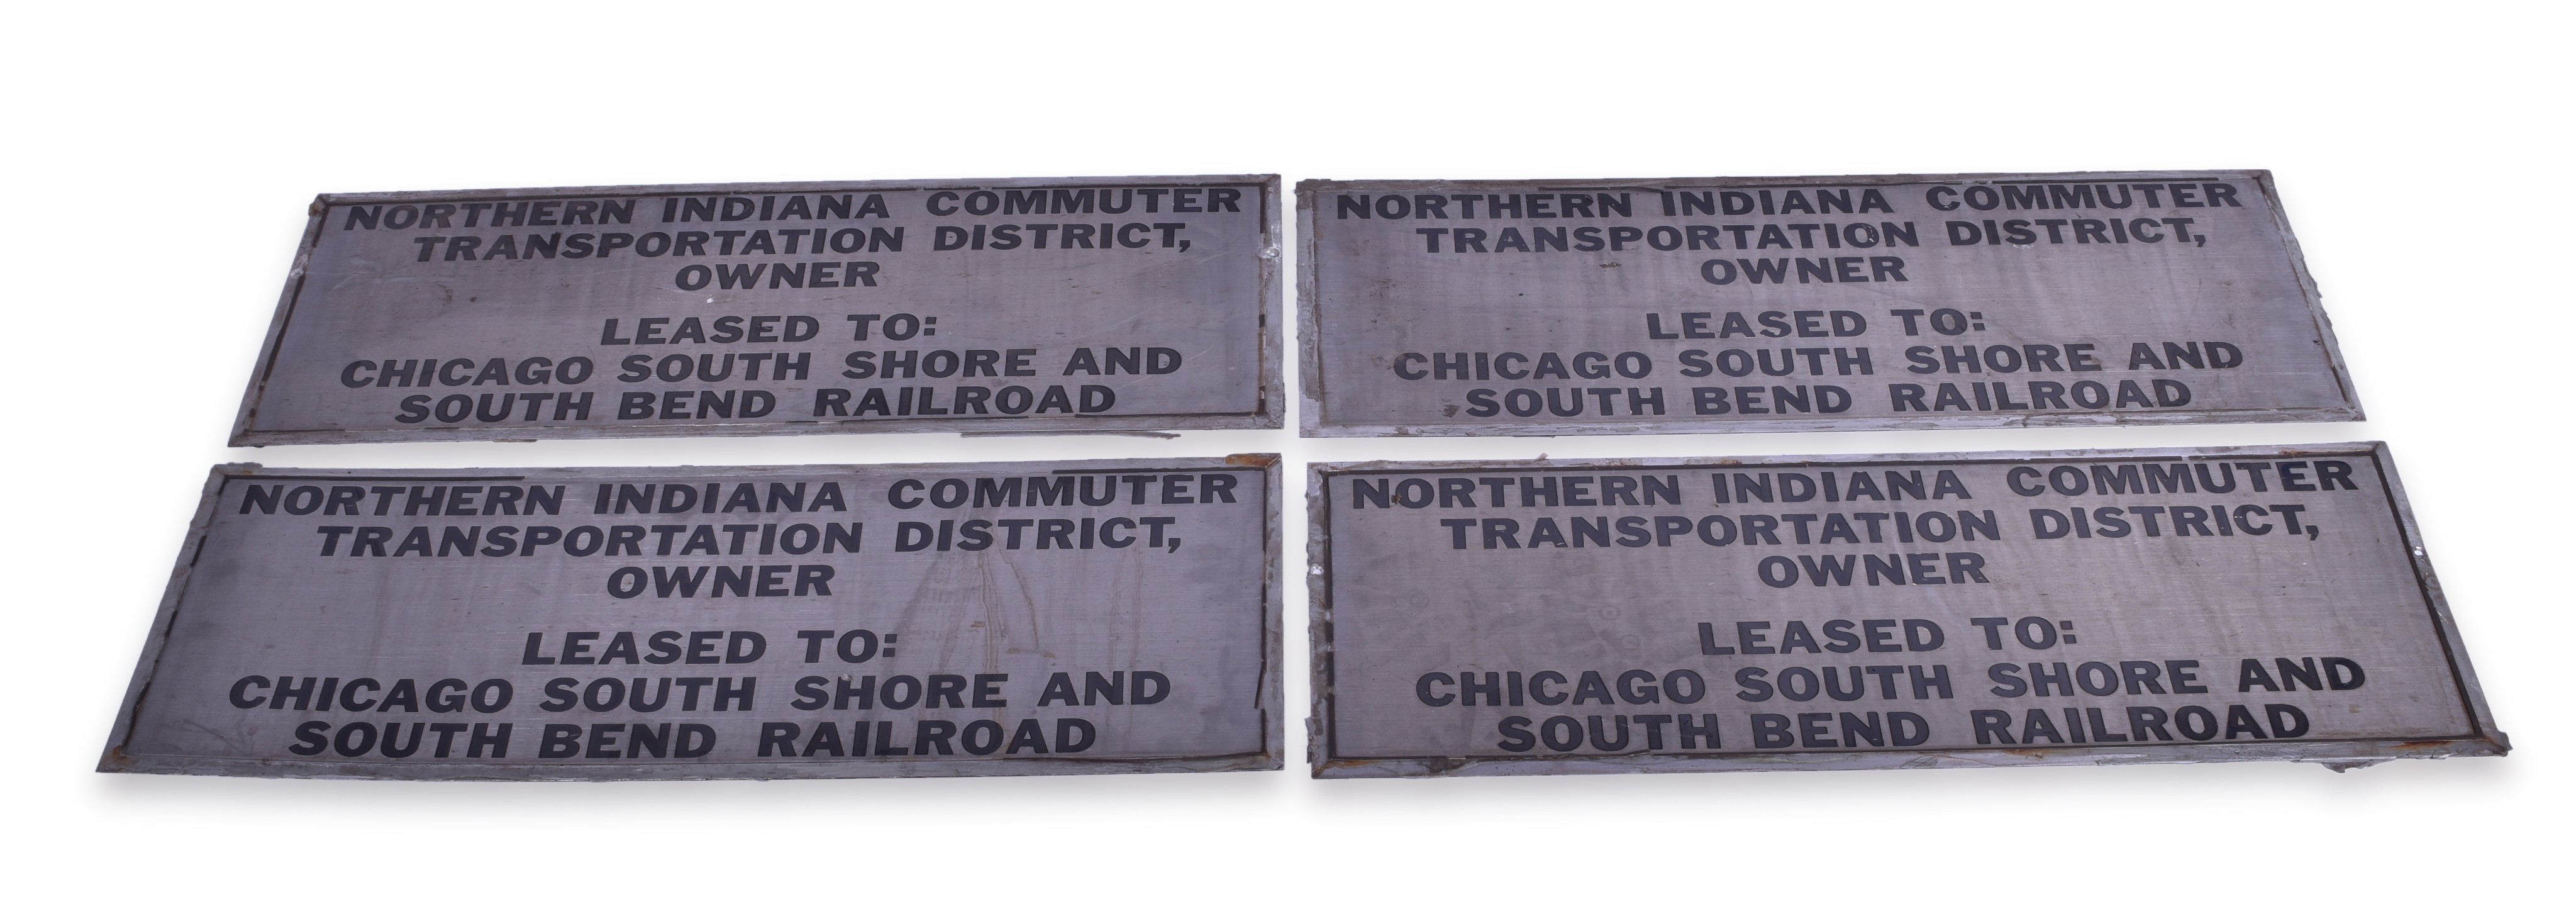 NORTHERN INDIANA COMMUTER
TRANSPORTATION DISTRICT,
OWNER
LEASED TO:
CHICAGO SOUTH SHORE AND
SOUTH BEND RAILROAD
NORTHERN INDIANA COMMUTER
TRANSPORTATION DISTRICT,
OWNER
LEASED TO:
CHICAGO SOUTH SHORE AND
SOUTH BEND RAILROAD
NORTHERN INDIANA COMMUTER
TRANSPORTATION DISTRICT,
OWNER
LEASED TO:
CHICAGO SOUTH SHORE AND
SOUTH BEND RAILROAD
NORTHERN INDIANA COMMUTER
TRANSPORTATION DISTRICT,
OWNER
LEASED TO:
CHICAGO SOUTH SHORE AND
SOUTH BEND RAILROAD